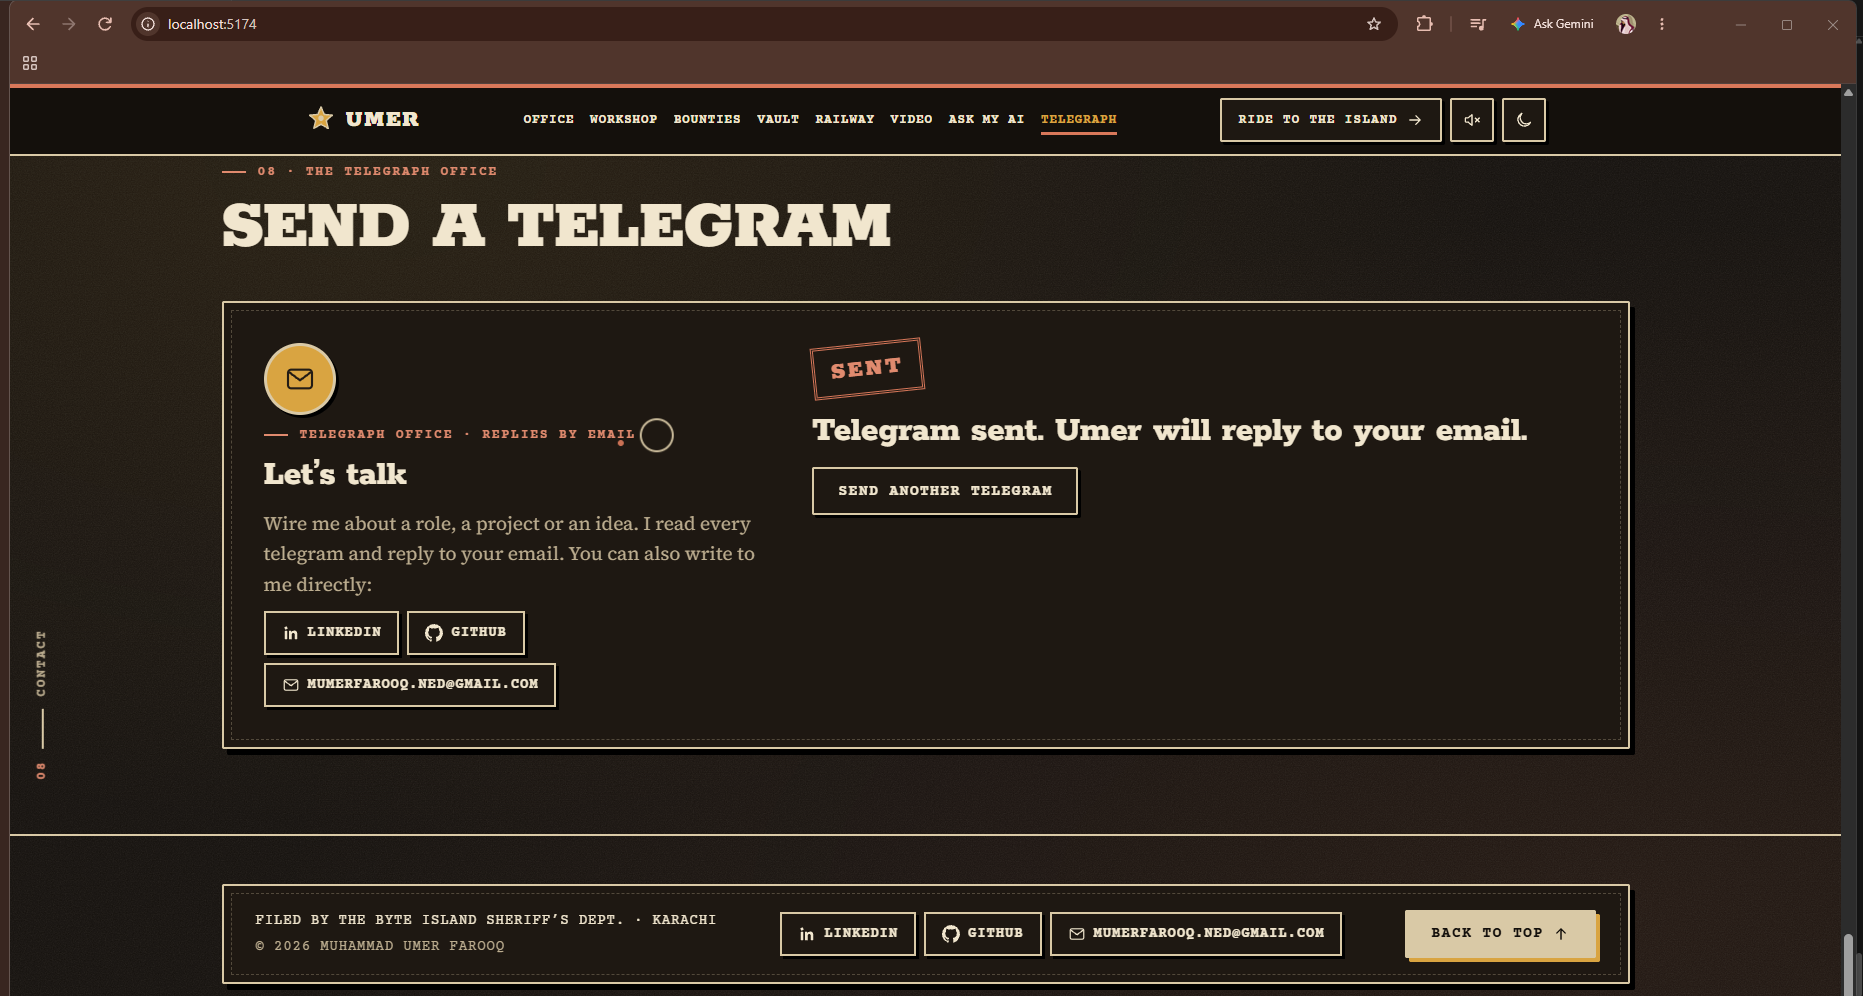 localhost:5174
Ask Gemini
UMER
OFFICE WORKSHOP BOUNTIES VAULT RAILWAY VIDEO ASK MY AI TELEGRAPH
RIDE TO THE ISLAND
08 · THE TELEGRAPH OFFICE
SEND A TELEGRAM
TELEGRAPH OFFICE · REPLIES BY EMAIL
Let's talk
Wire me about a role, a project or an idea. I read every
telegram and reply to your email. You can also write to
me directly:
LINKEDIN
GITHUB
MUMERFAROOQ.NED@GMAIL.COM
SENT
Telegram sent. Umer will reply to your email.
SEND ANOTHER TELEGRAM
08 CONTACT
FILED BY THE BYTE ISLAND SHERIFF'S DEPT. · KARACHI
© 2026 MUHAMMAD UMER FAROOQ
LINKEDIN
GITHUB
MUMERFAROOQ.NED@GMAIL.COM
BACK TO TOP